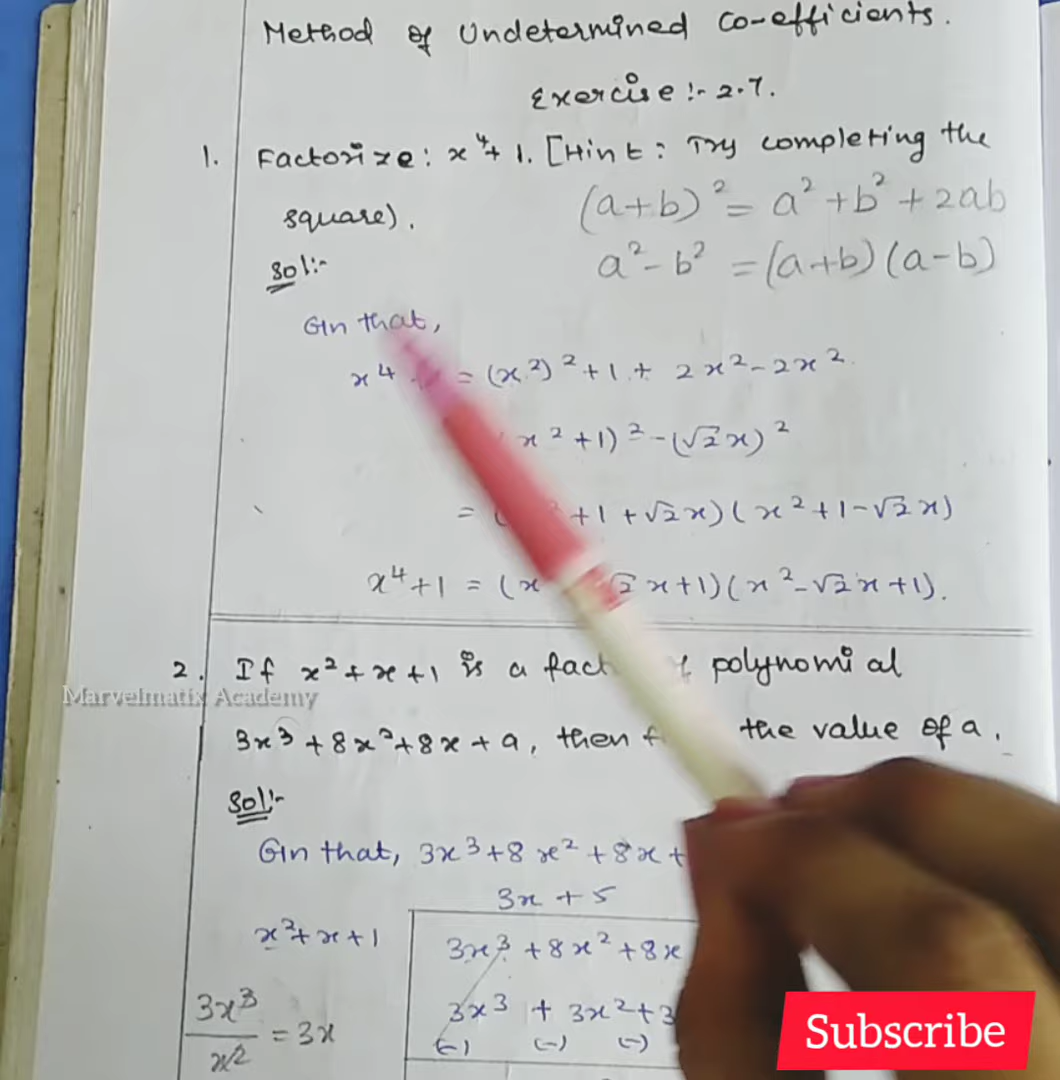 Method of Undetermined Co-efficients.
Exercise :- 2.7.
1. Factorize: x⁴+1. [Hint: Try completing the
square).
(a+b)² = a²+b²+2ab
a²-b² = (a+b)(a-b)
Sol:-
Gn that,
x⁴ = (x²)²+1+ 2x²-2x²
x²+1)²-(√2x)²
= ( +1+√2x)(x²+1-√2x)
x⁴+1 = (x 2x+1)(x²-√2x+1).
2. If x²+x+1 is a polynomial
Marvelmatix Academy
3x³+8x²+8x+a, then the value of a.
Sol:-
Gn that, 3x³+8x²+8x+
3x+5
x²+x+1 3x³+8x²+8x
3x³ + 3x²+3
(-) (-) (-)
3x³/x² = 3x
Subscribe